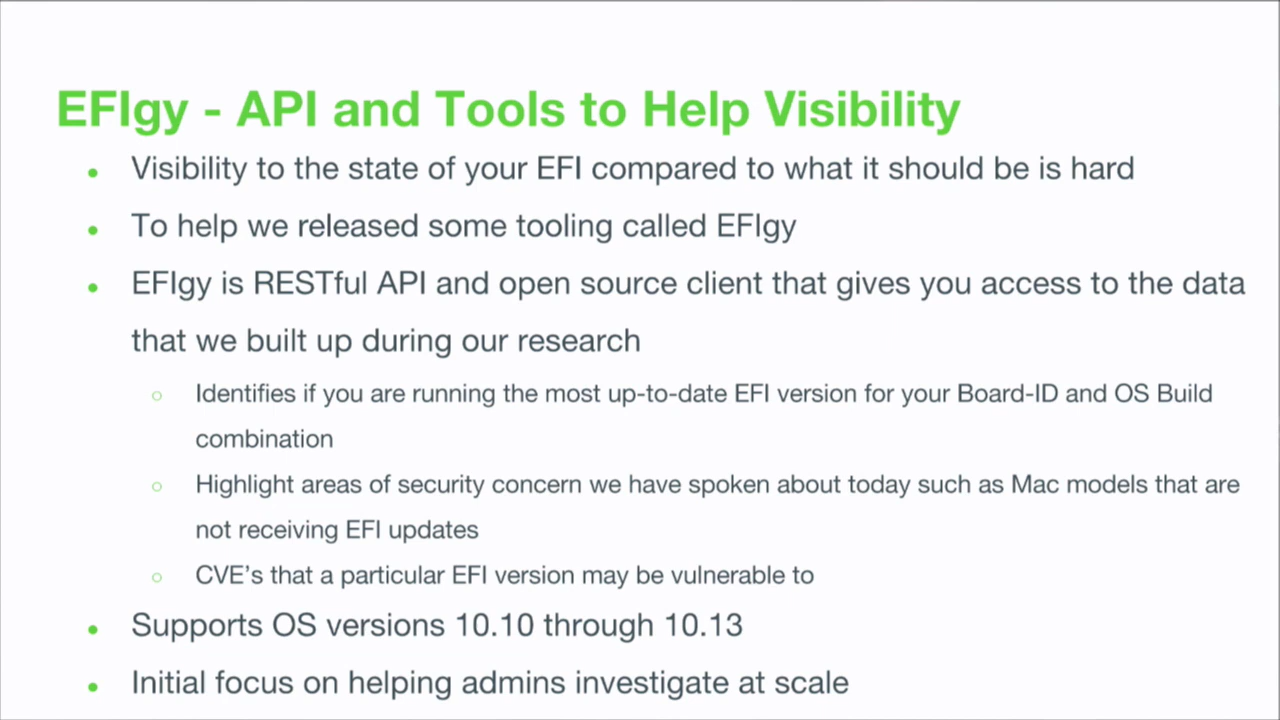 EFIgy - API and Tools to Help Visibility
• Visibility to the state of your EFI compared to what it should be is hard
• To help we released some tooling called EFIgy
• EFIgy is RESTful API and open source client that gives you access to the data
that we built up during our research
○ Identifies if you are running the most up-to-date EFI version for your Board-ID and OS Build
combination
○ Highlight areas of security concern we have spoken about today such as Mac models that are
not receiving EFI updates
○ CVE’s that a particular EFI version may be vulnerable to
• Supports OS versions 10.10 through 10.13
• Initial focus on helping admins investigate at scale